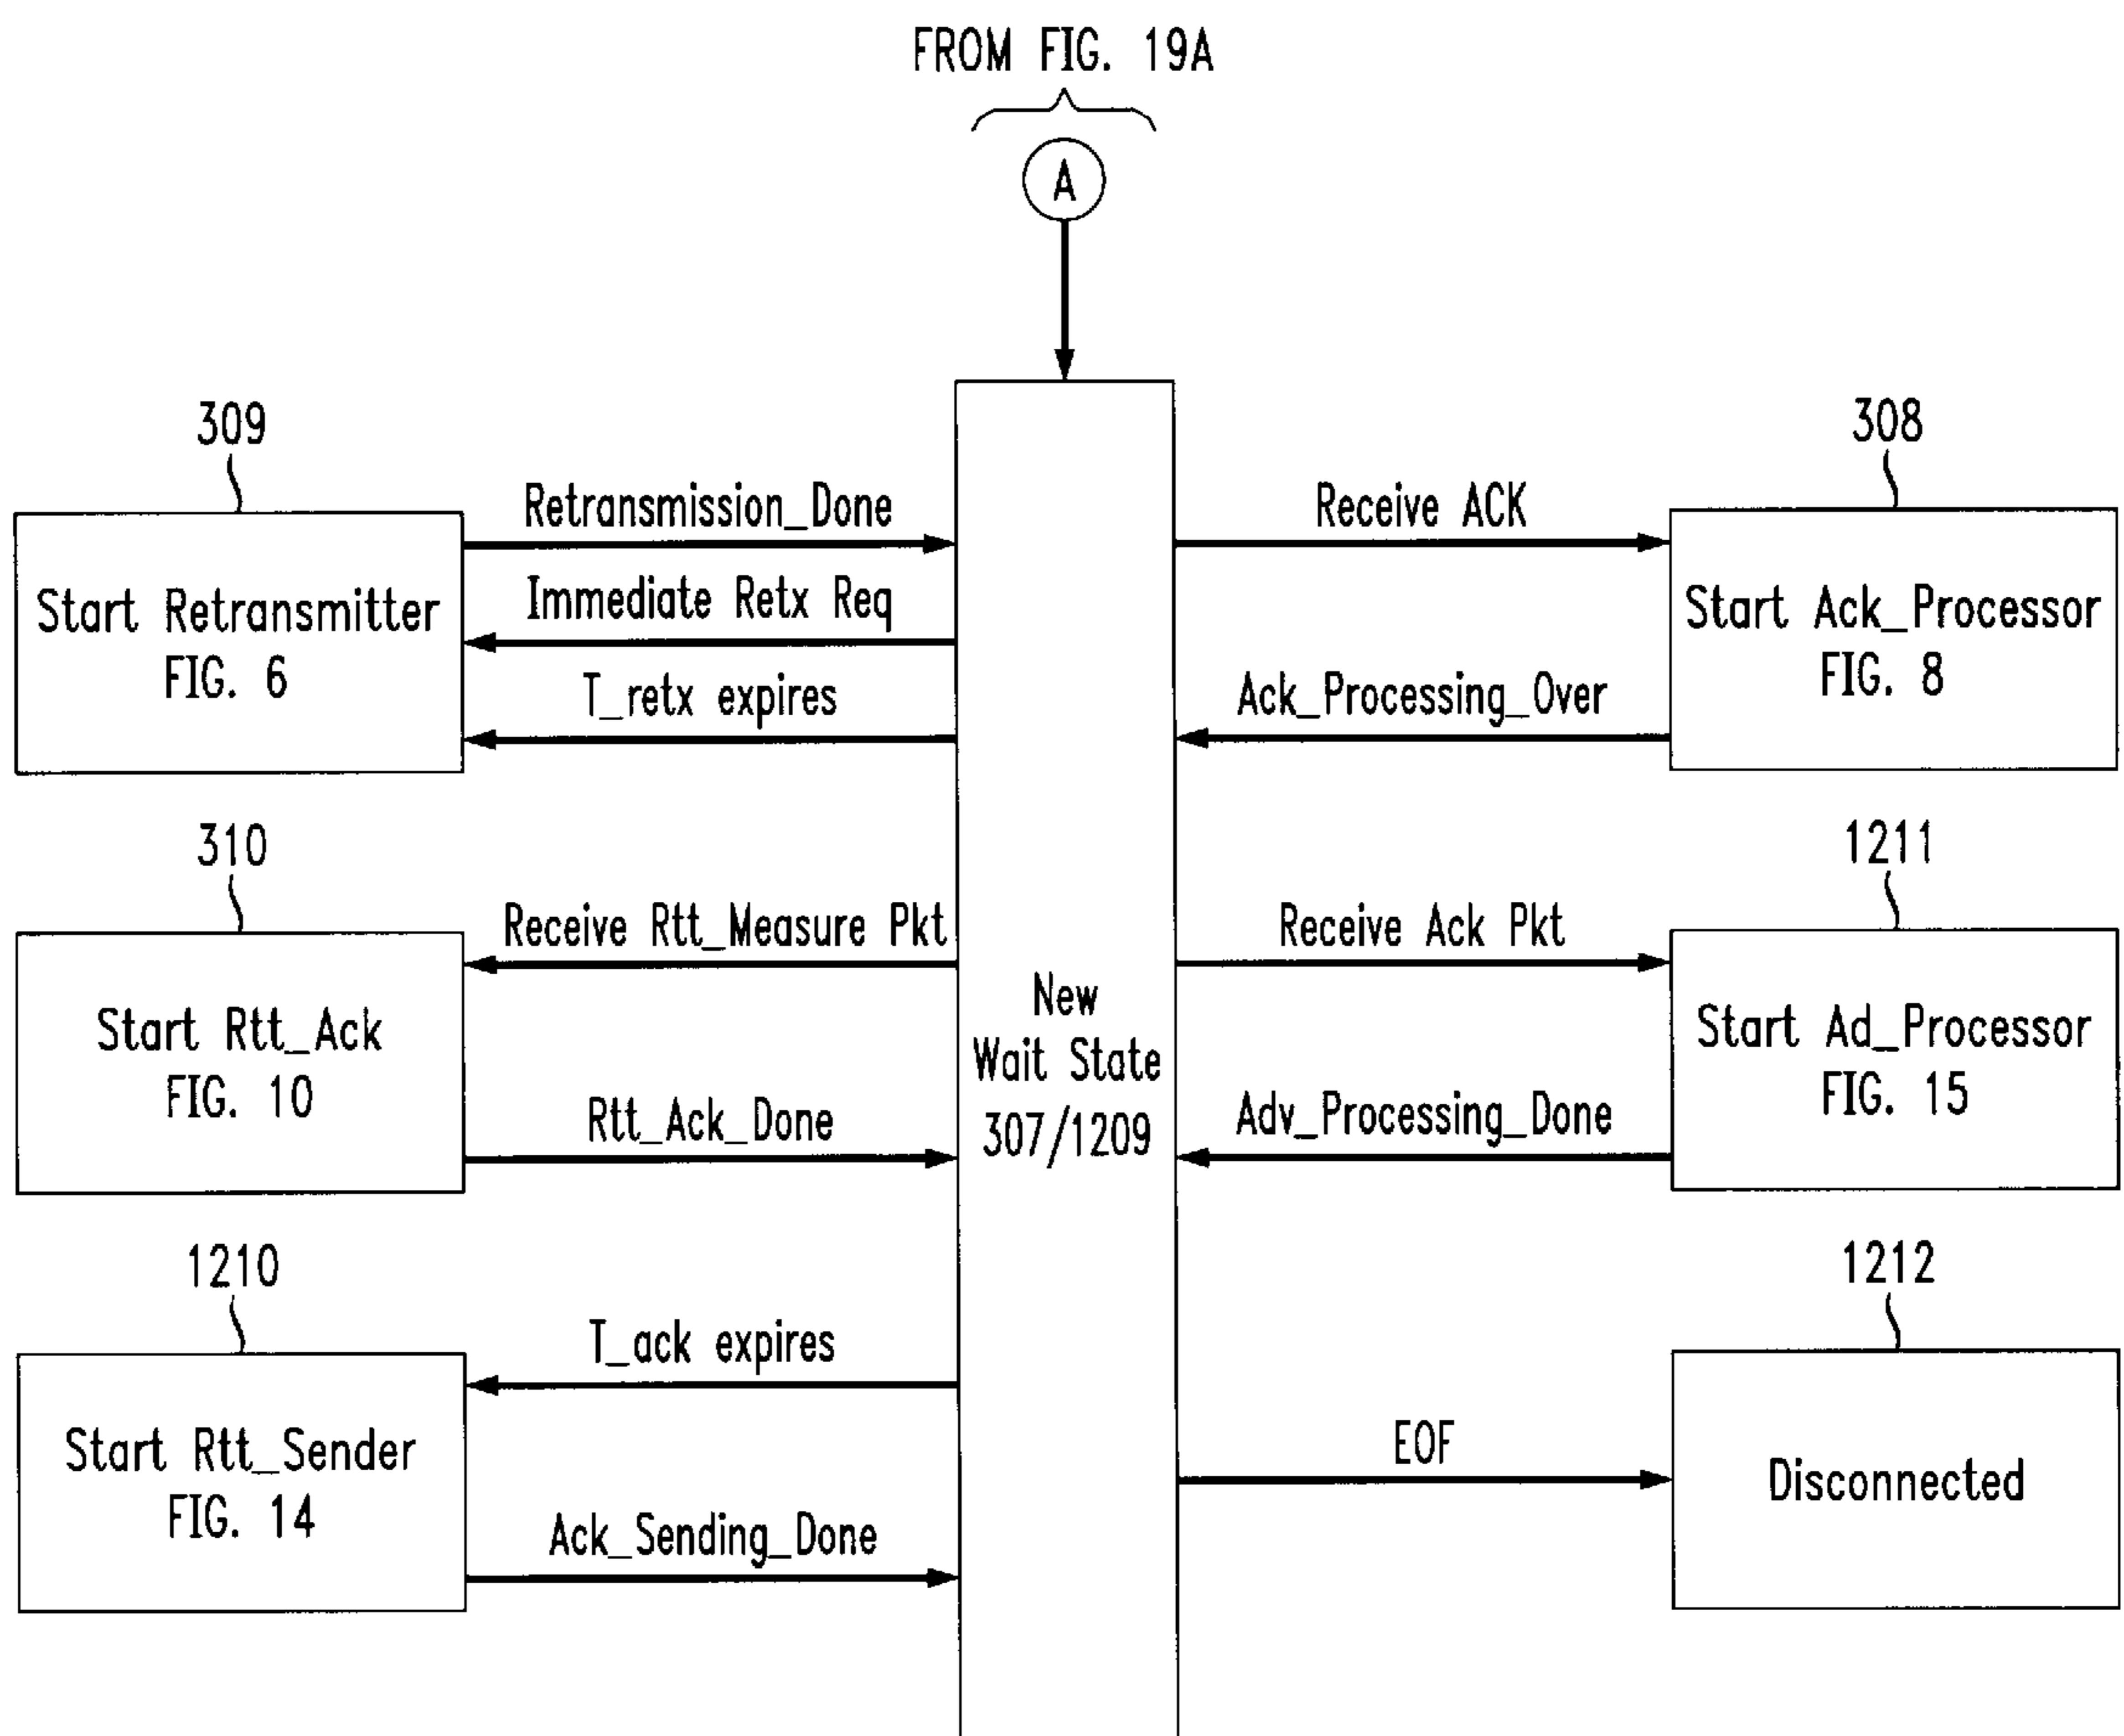 FROM FIG. 19A
A
309
308
Retransmission_Done
Receive ACK
Start Retransmitter
FIG. 6
Immediate Retx Req
T_retx expires
Start Ack_Processor
FIG. 8
Ack_Processing_Over
310
1211
Receive Rtt_Measure Pkt
Receive Ack Pkt
Start Rtt_Ack
FIG. 10
New
Wait State
307/1209
Start Ad_Processor
FIG. 15
Rtt_Ack_Done
Adv_Processing_Done
1210
1212
T_ack expires
Start Rtt_Sender
FIG. 14
EOF
Disconnected
Ack_Sending_Done